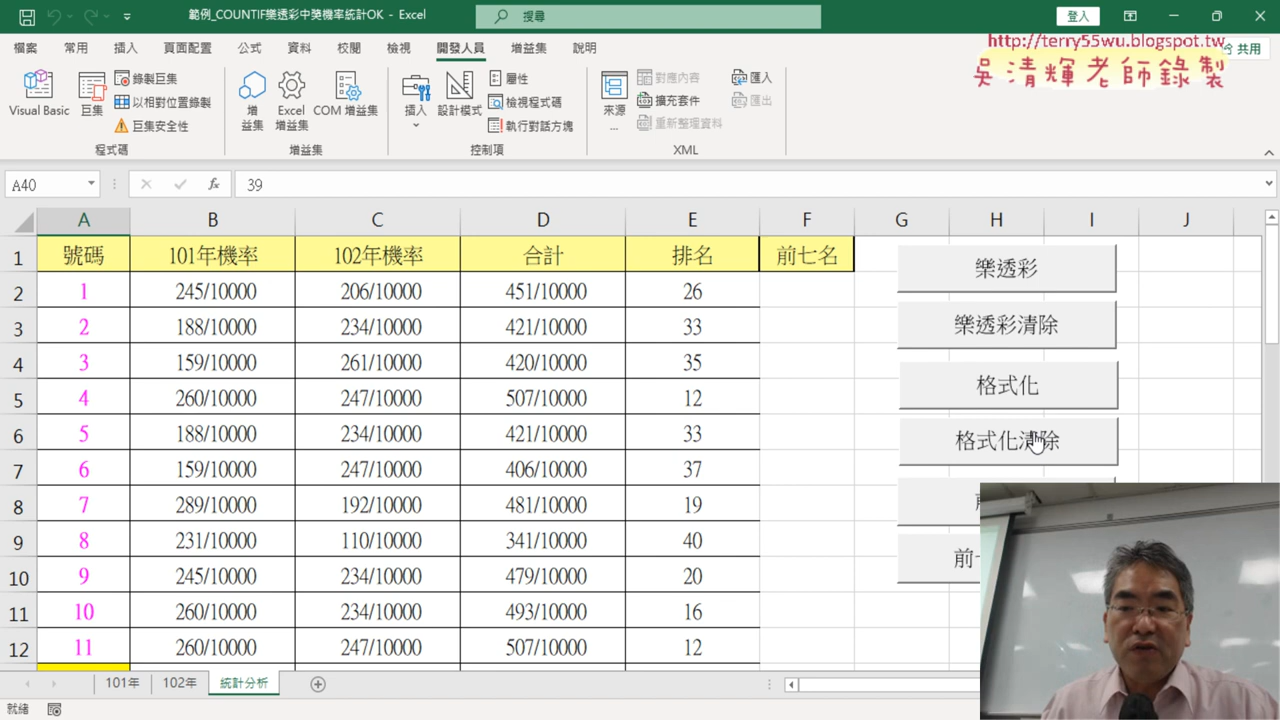 範例_COUNTIF樂透彩中獎機率統計OK - Excel
搜尋
登入
檔案 常用 插入 頁面配置 公式 資料 校閱 檢視 開發人員 增益集 說明
共用
http://terry55wu.blogspot.tw
吳清輝老師錄製
Visual Basic
巨集
錄製巨集
以相對位置錄製
巨集安全性
程式碼
增益集
Excel 增益集
COM 增益集
增益集
插入
設計模式
屬性
檢視程式碼
執行對話方塊
控制項
來源...
對應內容
擴充套件
重新整理資料
匯入
匯出
XML
A40
39
A B C D E F G H I J
1 號碼 101年機率 102年機率 合計 排名 前七名
2 1 245/10000 206/10000 451/10000 26
3 2 188/10000 234/10000 421/10000 33
4 3 159/10000 261/10000 420/10000 35
5 4 260/10000 247/10000 507/10000 12
6 5 188/10000 234/10000 421/10000 33
7 6 159/10000 247/10000 406/10000 37
8 7 289/10000 192/10000 481/10000 19
9 8 231/10000 110/10000 341/10000 40
10 9 245/10000 234/10000 479/10000 20
11 10 260/10000 234/10000 493/10000 16
12 11 260/10000 247/10000 507/10000 12
樂透彩
樂透彩清除
格式化
格式化清除
前
101年 102年 統計分析
就緒